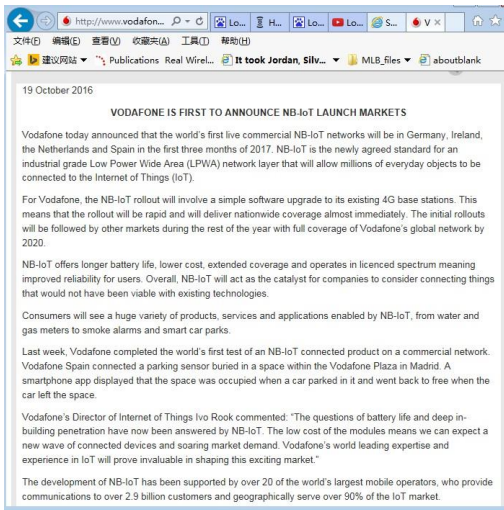 http://www.vodafon...
Lo...
H...
Lo...
Lo...
S...
V
文件(F) 编辑(E) 查看(V) 收藏夹(A) 工具(T) 帮助(H)
建议网站 Publications Real Wirel... It took Jordan, Silv... MLB_files aboutblank
19 October 2016
VODAFONE IS FIRST TO ANNOUNCE NB-IoT LAUNCH MARKETS
Vodafone today announced that the world's first live commercial NB-IoT networks will be in Germany, Ireland,
the Netherlands and Spain in the first three months of 2017. NB-IoT is the newly agreed standard for an
industrial grade Low Power Wide Area (LPWA) network layer that will allow millions of everyday objects to be
connected to the Internet of Things (IoT).
For Vodafone, the NB-IoT rollout will involve a simple software upgrade to its existing 4G base stations. This
means that the rollout will be rapid and will deliver nationwide coverage almost immediately. The initial rollouts
will be followed by other markets during the rest of the year with full coverage of Vodafone's global network by
2020.
NB-IoT offers longer battery life, lower cost, extended coverage and operates in licenced spectrum meaning
improved reliability for users. Overall, NB-IoT will act as the catalyst for companies to consider connecting things
that would not have been viable with existing technologies.
Consumers will see a huge variety of products, services and applications enabled by NB-IoT, from water and
gas meters to smoke alarms and smart car parks.
Last week, Vodafone completed the world's first test of an NB-IoT connected product on a commercial network.
Vodafone Spain connected a parking sensor buried in a space within the Vodafone Plaza in Madrid. A
smartphone app displayed that the space was occupied when a car parked in it and went back to free when the
car left the space.
Vodafone's Director of Internet of Things Ivo Rook commented: "The questions of battery life and deep in-
building penetration have now been answered by NB-IoT. The low cost of the modules means we can expect a
new wave of connected devices and soaring market demand. Vodafone's world leading expertise and
experience in IoT will prove invaluable in shaping this exciting market."
The development of NB-IoT has been supported by over 20 of the world's largest mobile operators, who provide
communications to over 2.9 billion customers and geographically serve over 90% of the IoT market.